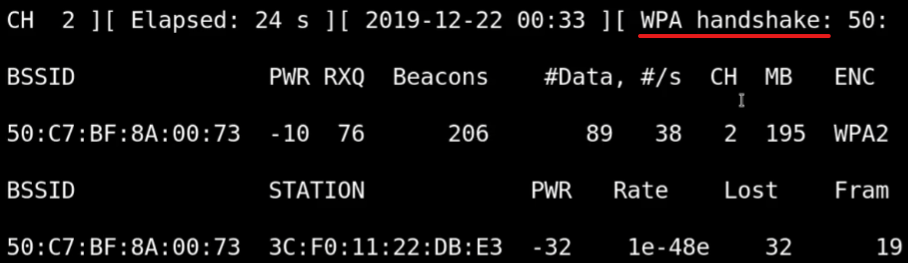 CH 2 ][ Elapsed: 24 s ][ 2019-12-22 00:33 ][ WPA handshake: 50:
BSSID PWR RXQ Beacons #Data, #/s CH MB ENC
50:C7:BF:8A:00:73 -10 76 206 89 38 2 195 WPA2
BSSID STATION PWR Rate Lost Fram
50:C7:BF:8A:00:73 3C:F0:11:22:DB:E3 -32 1e-48e 32 19